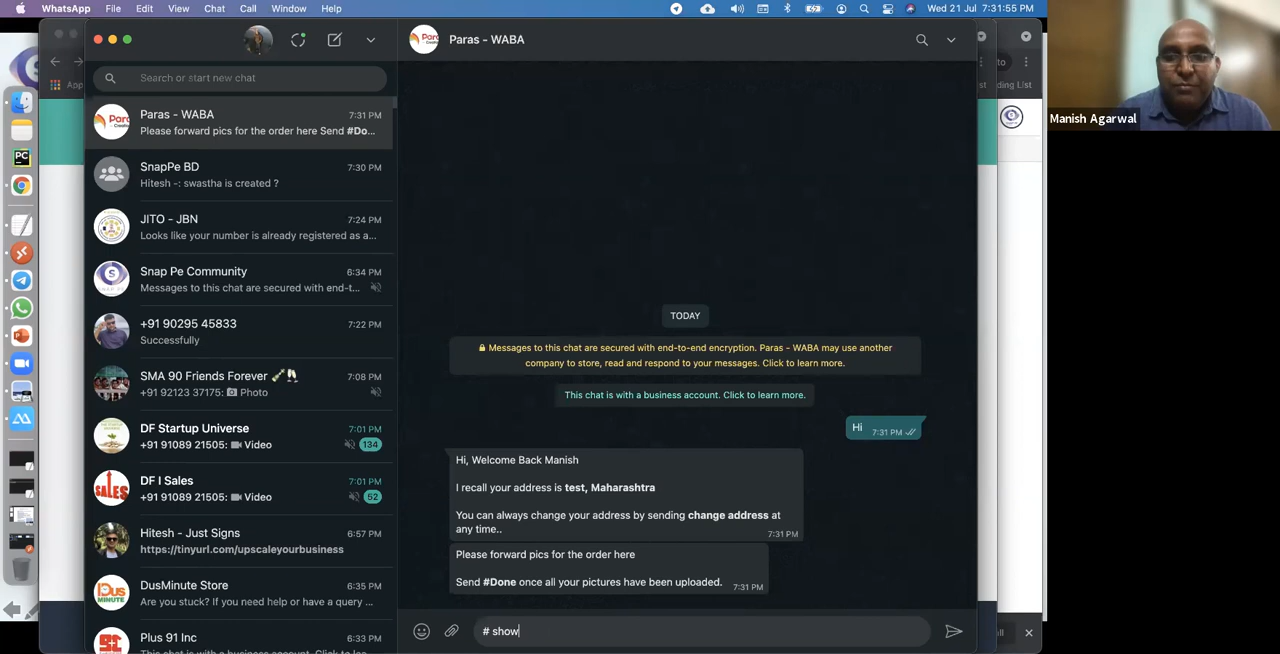 WhatsApp File Edit View Chat Call Window Help
Wed 21 Jul 7:31:55 PM
Paras - WABA
Manish Agarwal
Search or start new chat
Paras - WABA 7:31 PM
Please forward pics for the order here Send #Do...
SnapPe BD 7:30 PM
Hitesh -: swastha is created ?
JITO - JBN 7:24 PM
Looks like your number is already registered as a...
Snap Pe Community 6:34 PM
Messages to this chat are secured with end-t...
+91 90295 45833 7:22 PM
Successfully
SMA 90 Friends Forever 🎸🥂 7:08 PM
+91 92123 37175: Photo
DF Startup Universe 7:01 PM
+91 91089 21505: Video 134
DF I Sales 7:01 PM
+91 91089 21505: Video 52
Hitesh - Just Signs 6:57 PM
https://tinyurl.com/upscaleyourbusiness
DusMinute Store 6:35 PM
Are you stuck? If you need help or have a query ...
Plus 91 Inc 6:33 PM
This chat is with a business account. Click to lea...
TODAY
Messages to this chat are secured with end-to-end encryption. Paras - WABA may use another
company to store, read and respond to your messages. Click to learn more.
This chat is with a business account. Click to learn more.
Hi 7:31 PM
Hi, Welcome Back Manish
I recall your address is test, Maharashtra
You can always change your address by sending change address at
any time..
7:31 PM
Please forward pics for the order here
Send #Done once all your pictures have been uploaded. 7:31 PM
# show